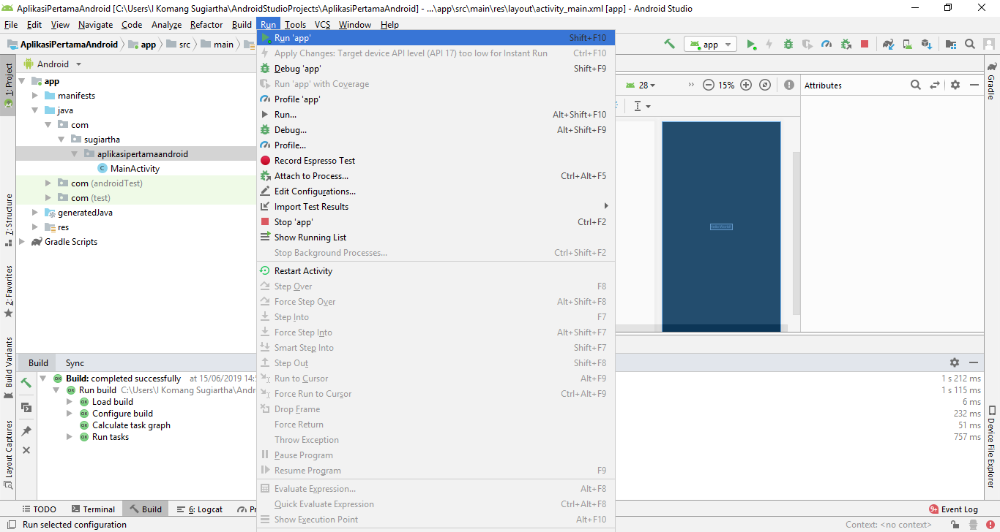 AplikasiPertamaAndroid [C:\Users\I Komang Sugiartha\AndroidStudioProjects\AplikasiPertamaAndroid] - ...\app\src\main\res\layout\activity_main.xml [app] - Android Studio
File Edit View Navigate Code Analyze Refactor Build Run Tools VCS Window Help
AplikasiPertamaAndroid app src main
app
Android
1: Project
7: Structure
2: Favorites
Build Variants
Layout Captures
app
manifests
java
com
sugiartha
aplikasipertamaandroid
MainActivity
com (androidTest)
com (test)
generatedJava
res
Gradle Scripts
Run 'app' Shift+F10
Apply Changes: Target device API level (API 17) too low for Instant Run Ctrl+F10
Debug 'app' Shift+F9
Run 'app' with Coverage
Profile 'app'
Run... Alt+Shift+F10
Debug... Alt+Shift+F9
Profile...
Record Espresso Test
Attach to Process... Ctrl+Alt+F5
Edit Configurations...
Import Test Results
Stop 'app' Ctrl+F2
Show Running List
Stop Background Processes... Ctrl+Shift+F2
Restart Activity
Step Over F8
Force Step Over Alt+Shift+F8
Step Into F7
Force Step Into Alt+Shift+F7
Smart Step Into Shift+F7
Step Out Shift+F8
Run to Cursor Alt+F9
Force Run to Cursor Ctrl+Alt+F9
Drop Frame
Force Return
Throw Exception
Pause Program
Resume Program F9
Evaluate Expression... Alt+F8
Quick Evaluate Expression Ctrl+Alt+F8
Show Execution Point Alt+F10
28 15% Attributes
Hello World!
Gradle
Device File Explorer
Build Sync
Build: completed successfully at 15/06/2019 14:5
Run build C:\Users\I Komang Sugiartha\Andr
Load build
Configure build
Calculate task graph
Run tasks
1 s 212 ms
1 s 115 ms
6 ms
232 ms
51 ms
757 ms
TODO Terminal Build 6: Logcat Pr
9+ Event Log
Run selected configuration
Context: <no context>